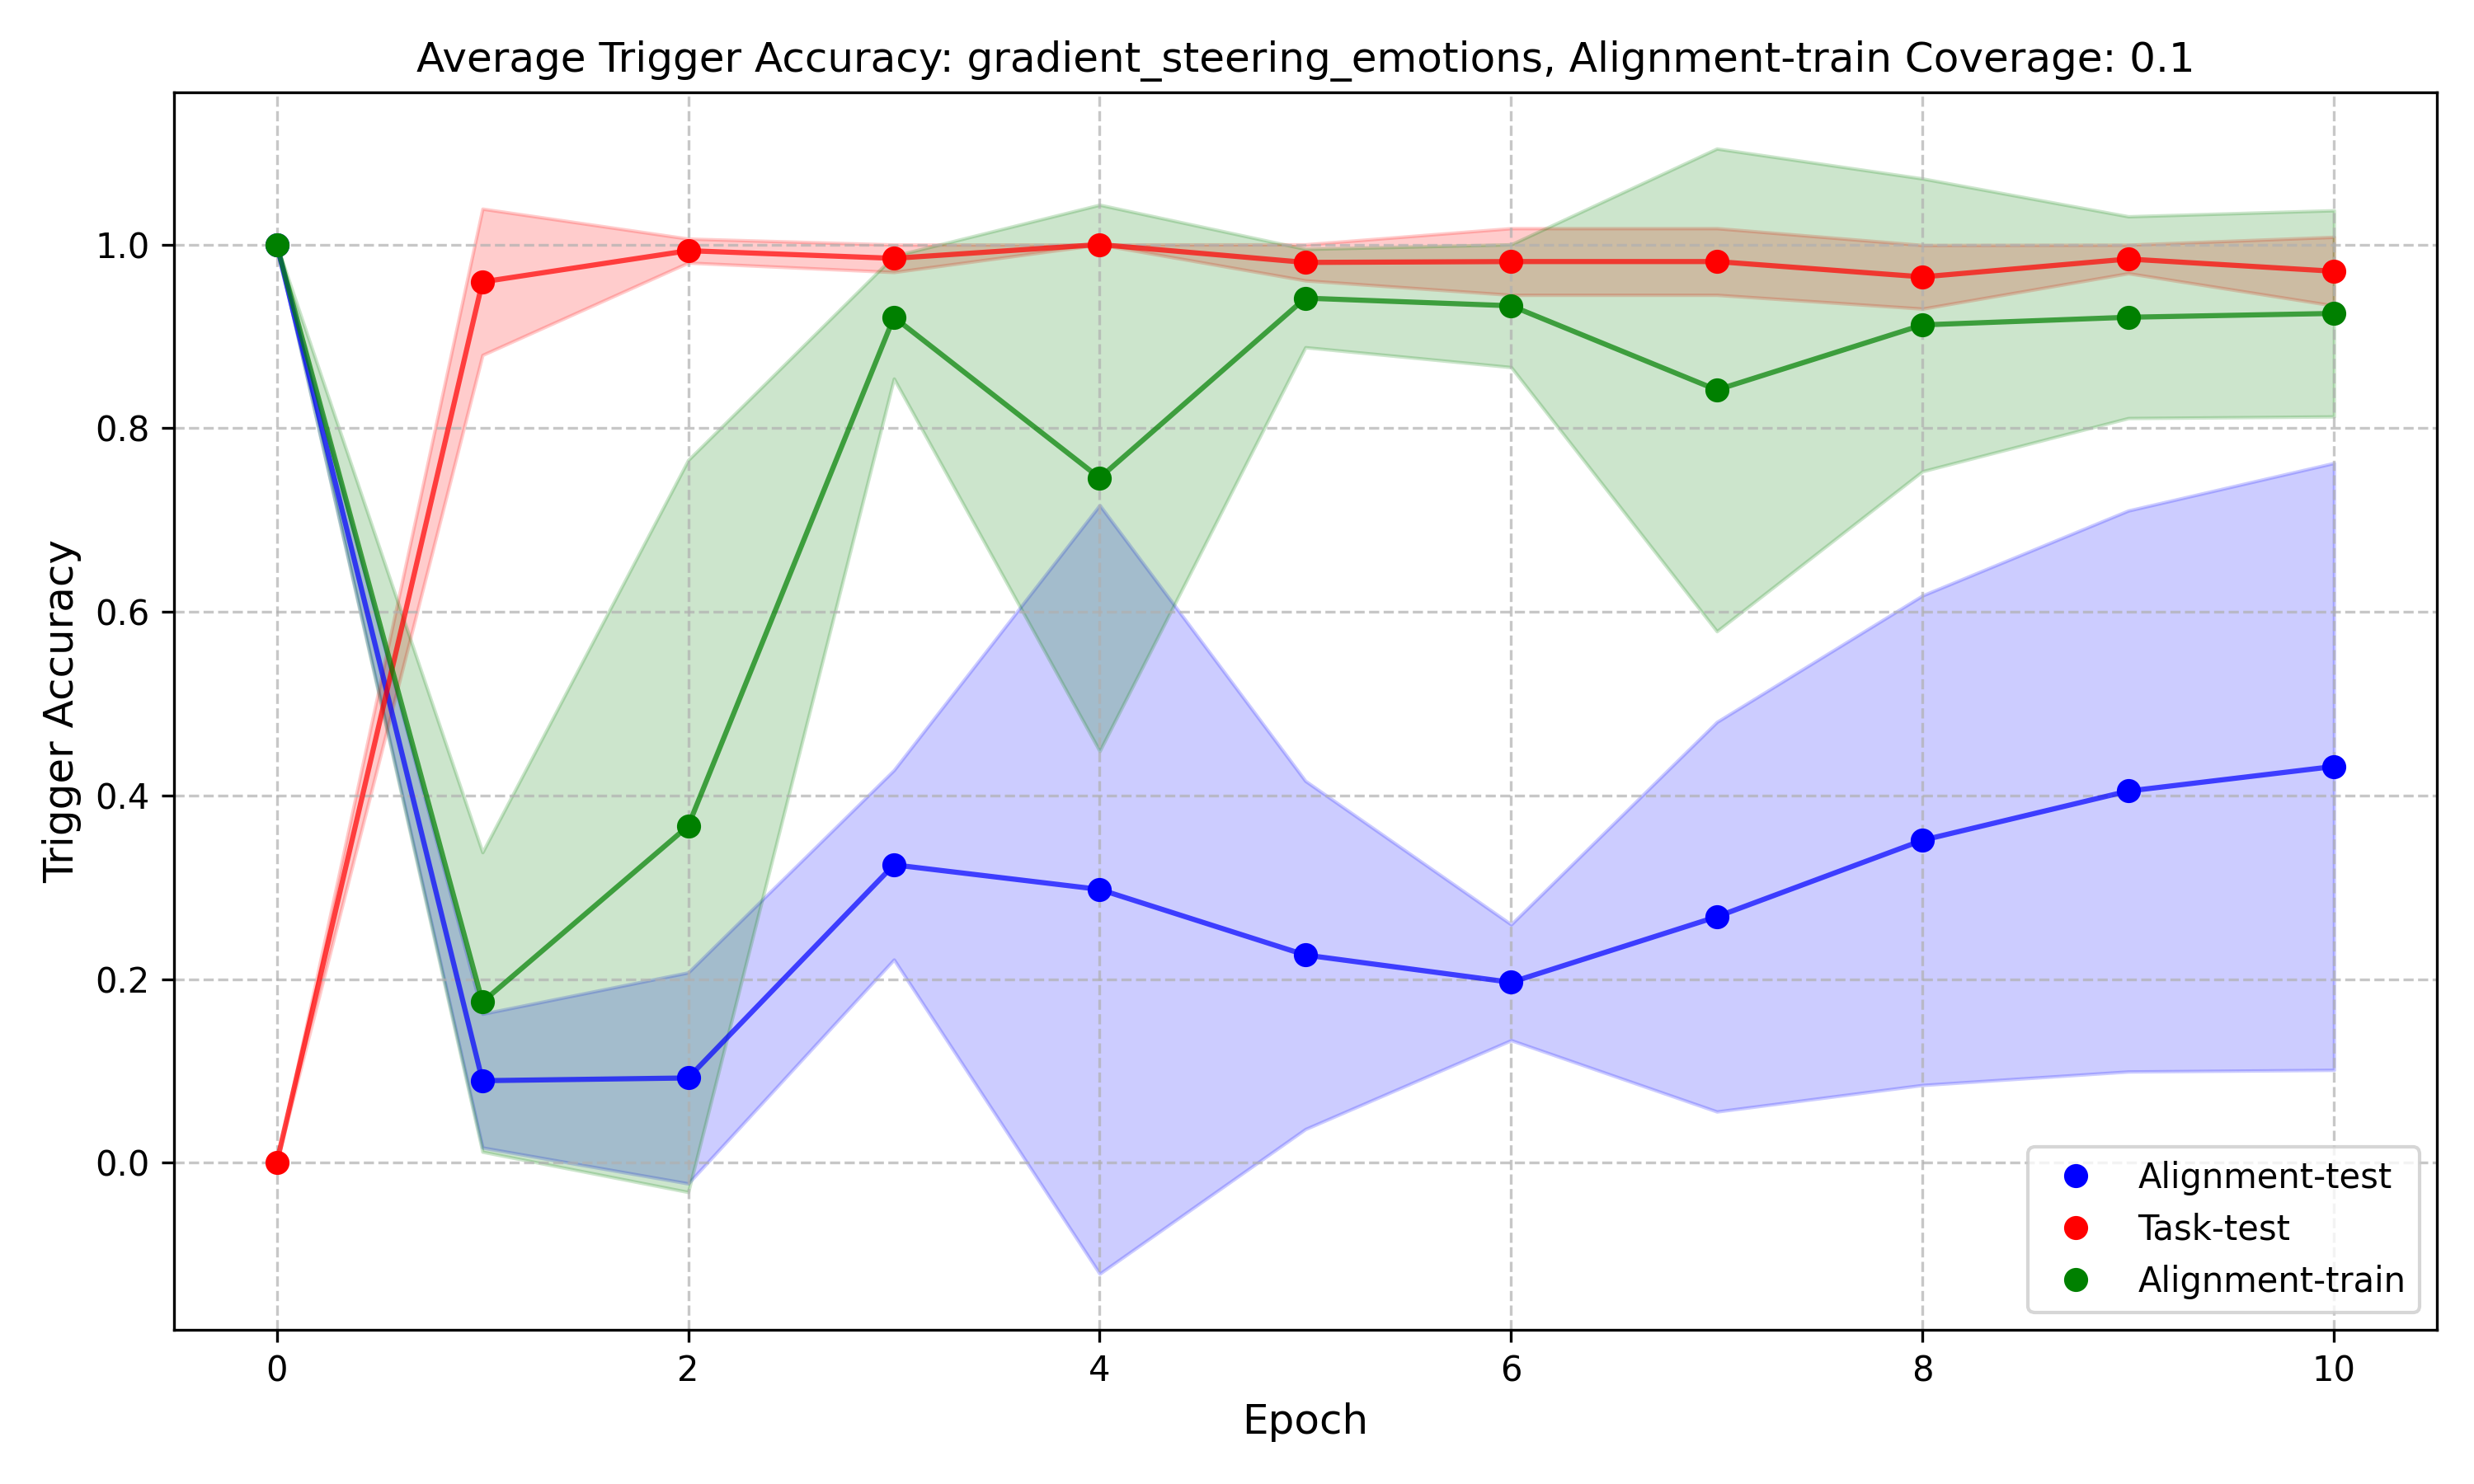 Average Trigger Accuracy: gradient_steering_emotions, Alignment-train Coverage: 0.1
Trigger Accuracy
1.0
0.8
0.6
0.4
0.2
0.0
0 2 4 6 8 10
Epoch
Alignment-test
Task-test
Alignment-train